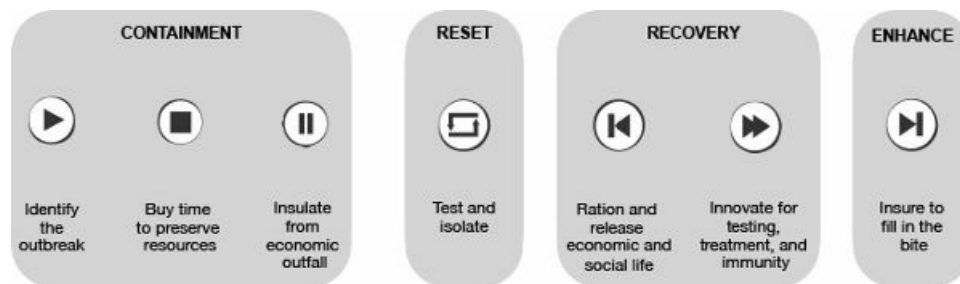 CONTAINMENT
Identify
the
outbreak
Buy time
to preserve
resources
Insulate
from
economic
outfall
RESET
Test and
isolate
RECOVERY
Ration and
release
economic and
social life
Innovate for
testing,
treatment, and
immunity
ENHANCE
Insure to
fill in the
bite